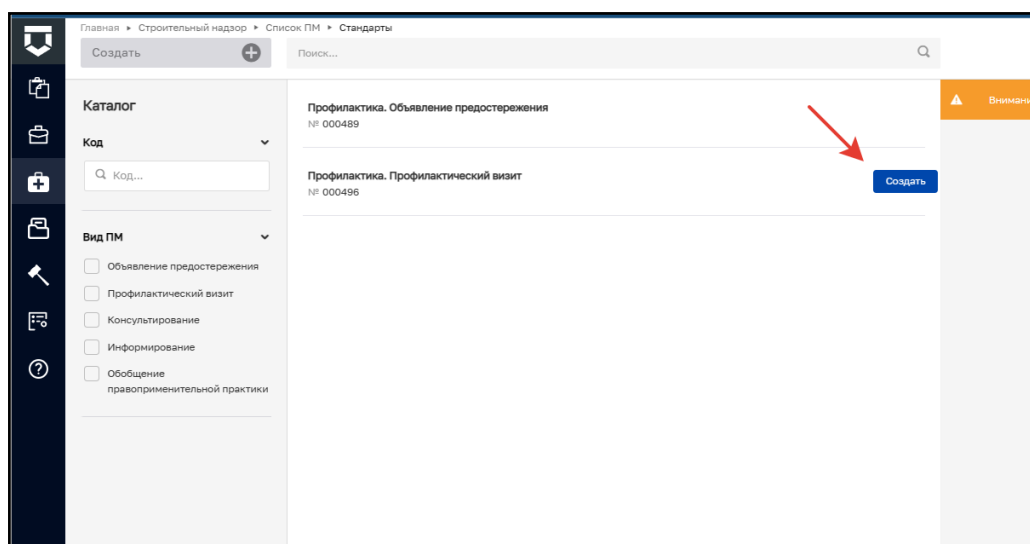 Главная ▸ Строительный надзор ▸ Список ПМ ▸ Стандарты
Создать
Поиск...
Каталог
Код
Код...
Вид ПМ
Объявление предостережения
Профилактический визит
Консультирование
Информирование
Обобщение
правоприменительной практики
Профилактика. Объявление предостережения
№ 000489
Профилактика. Профилактический визит
№ 000496
Создать
Внимани